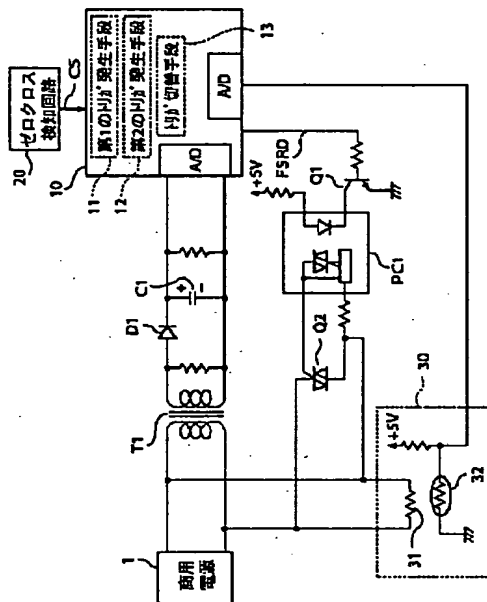 20
ゼロクロス
検知回路
CS
10
11
第1のトリガ発生手段
12
第2のトリガ発生手段
13
トリガ切替手段
A/D
A/D
FSRD
+5V
Q1
PC1
Q2
C1
+
-
D1
T1
1
商用
電源
30
+5V
31
32